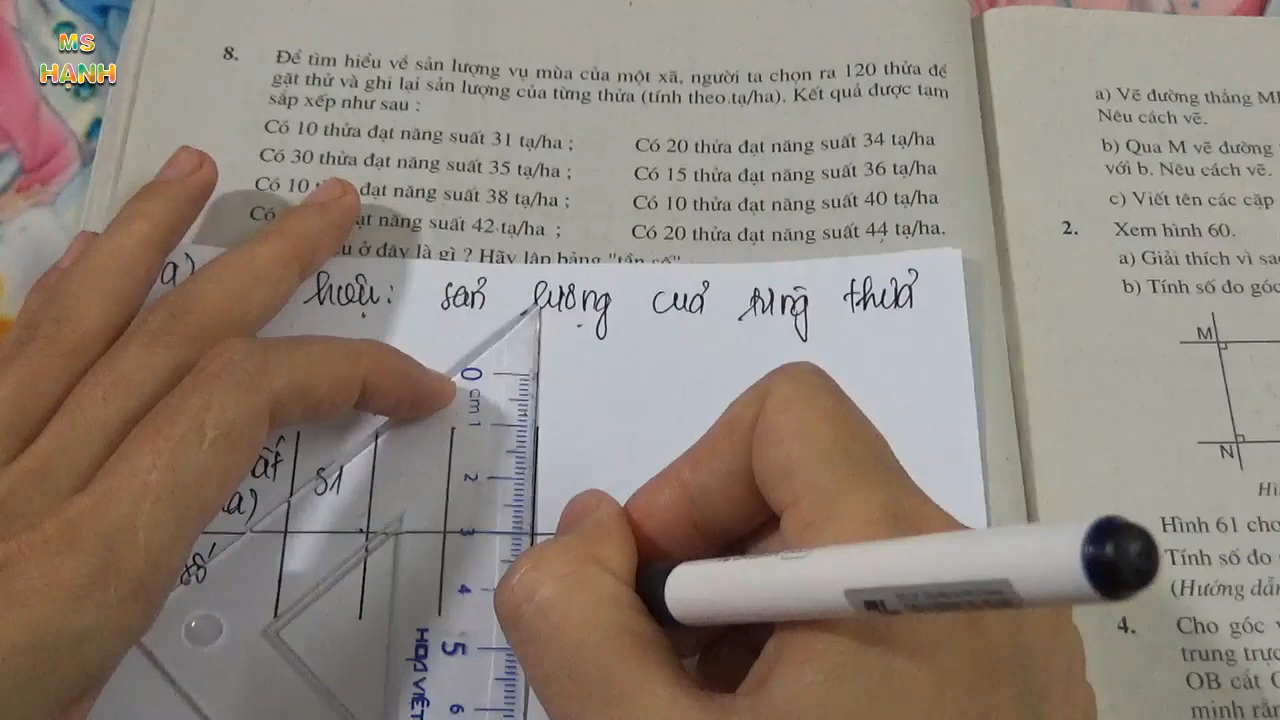 MS
HẠNH
8. Để tìm hiểu về sản lượng vụ mùa của một xã, người ta chọn ra 120 thửa để
gặt thử và ghi lại sản lượng của từng thửa (tính theo tạ/ha). Kết quả được tạm
sắp xếp như sau :
Có 10 thửa đạt năng suất 31 tạ/ha ; Có 20 thửa đạt năng suất 34 tạ/ha
Có 30 thửa đạt năng suất 35 tạ/ha ; Có 15 thửa đạt năng suất 36 tạ/ha
Có 10 đạt năng suất 38 tạ/ha ; Có 10 thửa đạt năng suất 40 tạ/ha
Có đạt năng suất 42 tạ/ha ; Có 20 thửa đạt năng suất 44 tạ/ha.
ở đây là gì ? Hãy lập bảng "tần số"
a) hiệu: sản lượng của từng thửa
31
0 cm 1 2 3 4 5 6
HOA VIỆT
a) Vẽ đường thẳng
Nêu cách vẽ.
b) Qua M vẽ đường
với b. Nêu cách vẽ.
c) Viết tên các cặp
2. Xem hình 60.
a) Giải thích vì
b) Tính số đo góc
M
N
Hình 61
Tính số đo
(Hướng
4. Cho góc
trung
OB cắt
minh